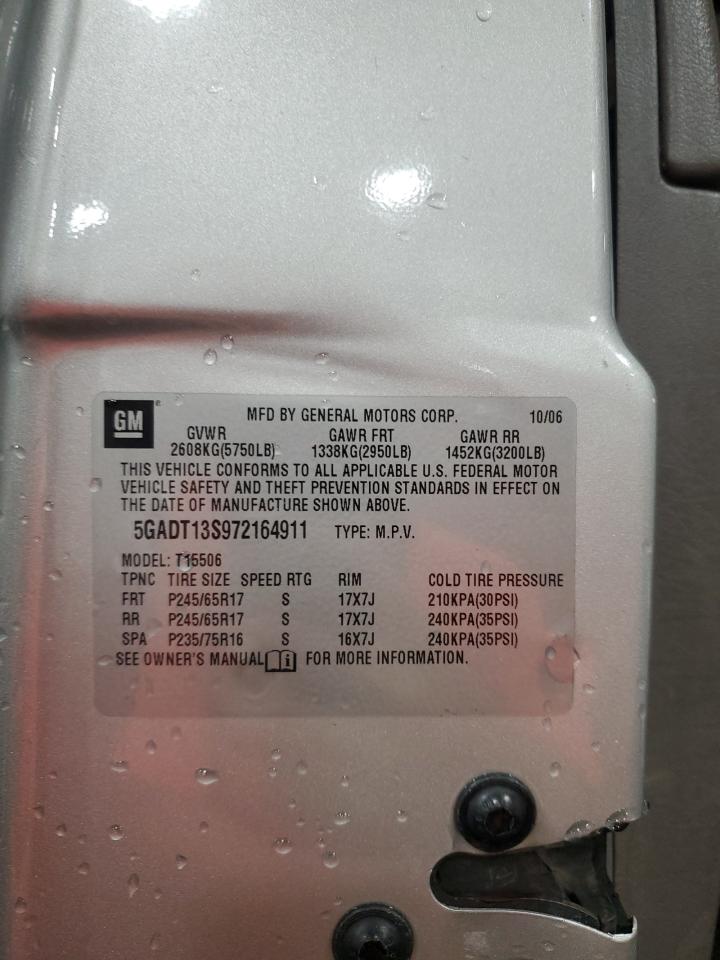 GM
MFD BY GENERAL MOTORS CORP. 10/06
GVWR GAWR FRT GAWR RR
2608KG(5750LB) 1338KG(2950LB) 1452KG(3200LB)
THIS VEHICLE CONFORMS TO ALL APPLICABLE U.S. FEDERAL MOTOR
VEHICLE SAFETY AND THEFT PREVENTION STANDARDS IN EFFECT ON
THE DATE OF MANUFACTURE SHOWN ABOVE.
5GADT13S972164911 TYPE: M.P.V.
MODEL: T15506
TPNC TIRE SIZE SPEED RTG RIM COLD TIRE PRESSURE
FRT P245/65R17 S 17X7J 210KPA(30PSI)
RR P245/65R17 S 17X7J 240KPA(35PSI)
SPA P235/75R16 S 16X7J 240KPA(35PSI)
SEE OWNER'S MANUAL i FOR MORE INFORMATION.